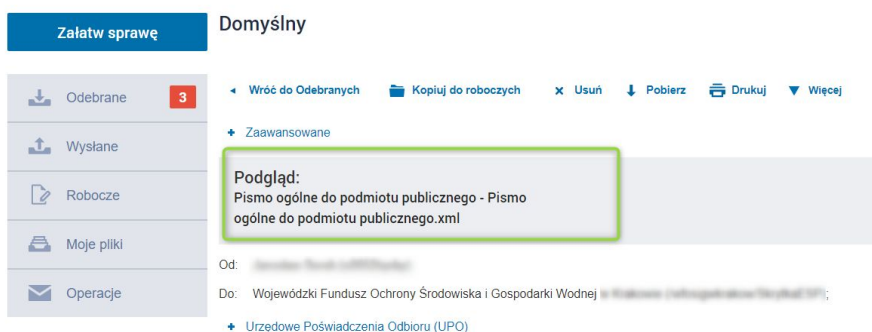 Załatw sprawę
Domyślny
Odebrane 3
Wysłane
Robocze
Moje pliki
Operacje
Wróć do Odebranych Kopiuj do roboczych Usuń Pobierz Drukuj Więcej
Zaawansowane
Podgląd:
Pismo ogólne do podmiotu publicznego - Pismo
ogólne do podmiotu publicznego.xml
Od:
Do: Wojewódzki Fundusz Ochrony Środowiska i Gospodarki Wodnej
Urzędowe Poświadczenia Odbioru (UPO)